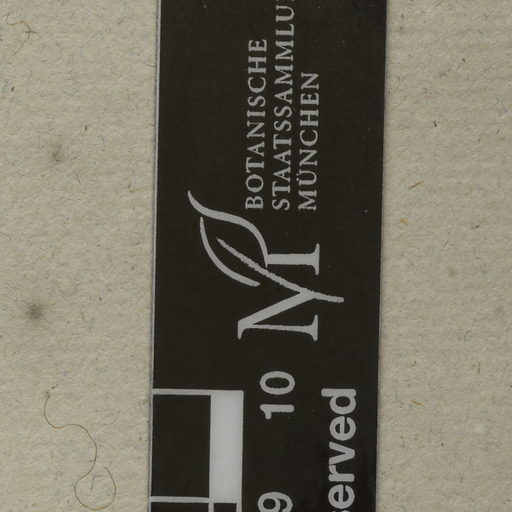 BOTANISCHE
STAATSSAMMLU
MÜNCHEN
M
9 10
served